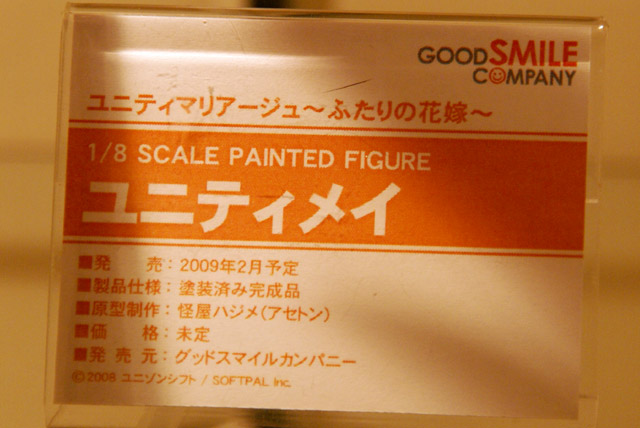 GOOD SMILE
COMPANY
ユニティマリアージュ～ふたりの花嫁～
1/8 SCALE PAINTED FIGURE
ユニティメイ
■発　売：2009年2月予定
■製品仕様：塗装済み完成品
■原型制作：怪屋ハジメ(アセトン)
■価　格：未定
■発売元：グッドスマイルカンパニー
©2008 ユニゾンシフト / SOFTPAL Inc.